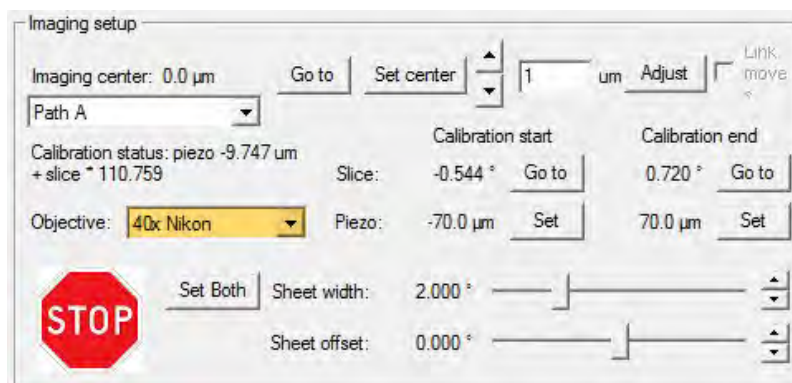 Imaging setup
Imaging center: 0.0 µm Go to Set center 1 um Adjust Link move s
Path A
Calibration start Calibration end
Calibration status: piezo -9.747 um
+ slice * 110.759 Slice: -0.544 ° Go to 0.720 ° Go to
Objective: 40x Nikon Piezo: -70.0 µm Set 70.0 µm Set
STOP Set Both Sheet width: 2.000 °
Sheet offset: 0.000 °